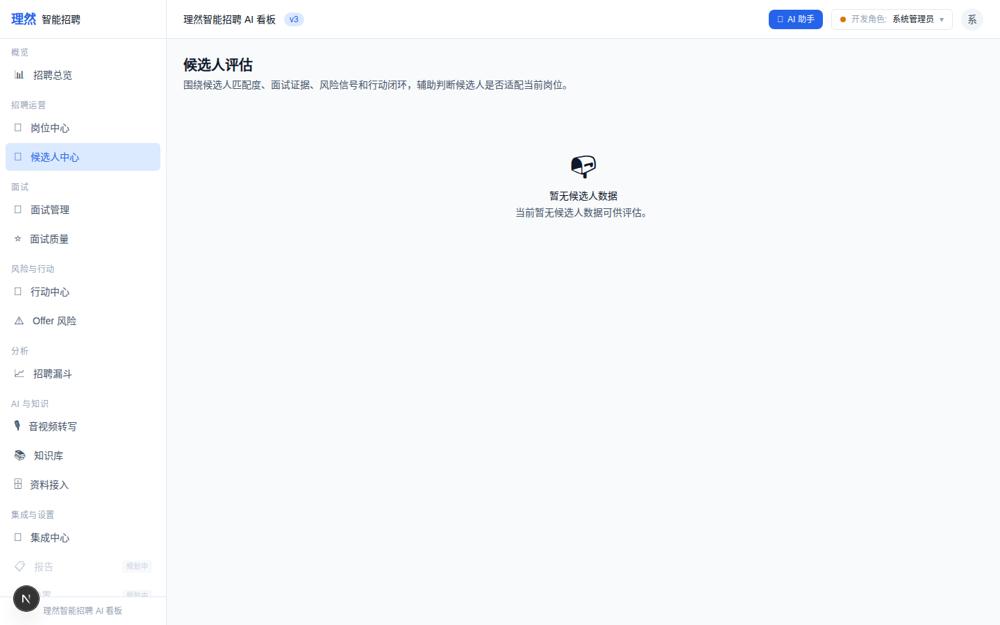 理然 智能招聘
理然智能招聘 AI 看板 v3
AI 助手
开发角色: 系统管理员
系
概览
招聘总览
招聘运营
岗位中心
候选人中心
面试
面试管理
面试质量
风险与行动
行动中心
Offer 风险
分析
招聘漏斗
AI 与知识
音视频转写
知识库
资料接入
集成与设置
集成中心
报告 规划中
置 规划中
理然智能招聘 AI 看板
候选人评估
围绕候选人匹配度、面试证据、风险信号和行动闭环，辅助判断候选人是否适配当前岗位。
暂无候选人数据
当前暂无候选人数据可供评估。